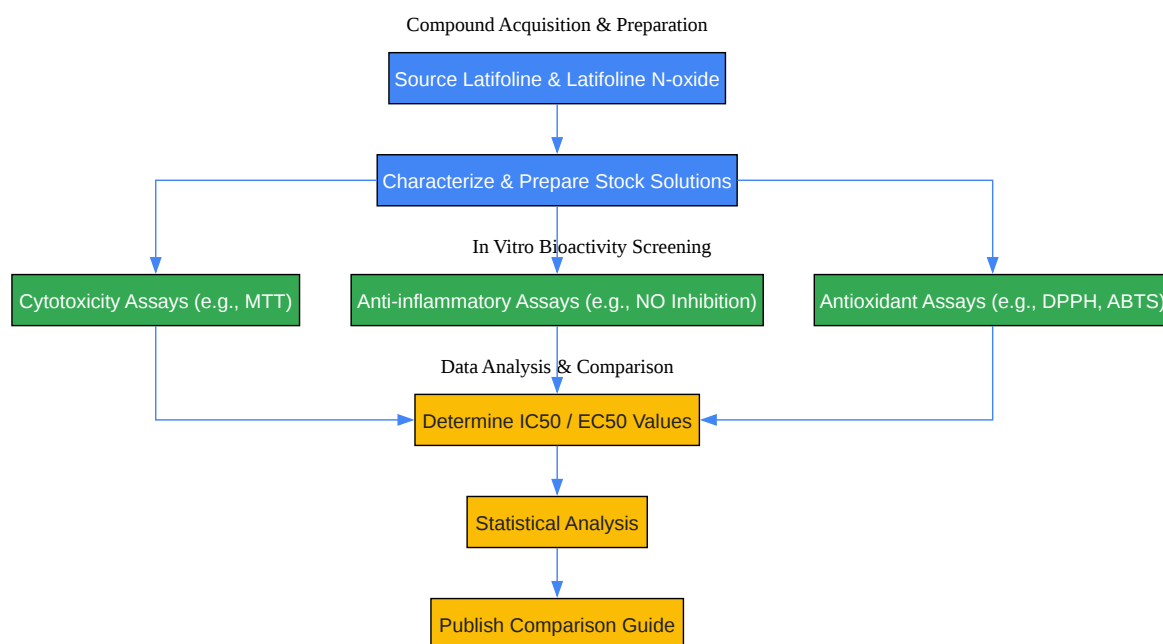 Compound Acquisition & Preparation
Source Latifoline & Latifoline N-oxide
Characterize & Prepare Stock Solutions
In Vitro Bioactivity Screening
Cytotoxicity Assays (e.g., MTT)
Anti-inflammatory Assays (e.g., NO Inhibition)
Antioxidant Assays (e.g., DPPH, ABTS)
Data Analysis & Comparison
Determine IC50 / EC50 Values
Statistical Analysis
Publish Comparison Guide